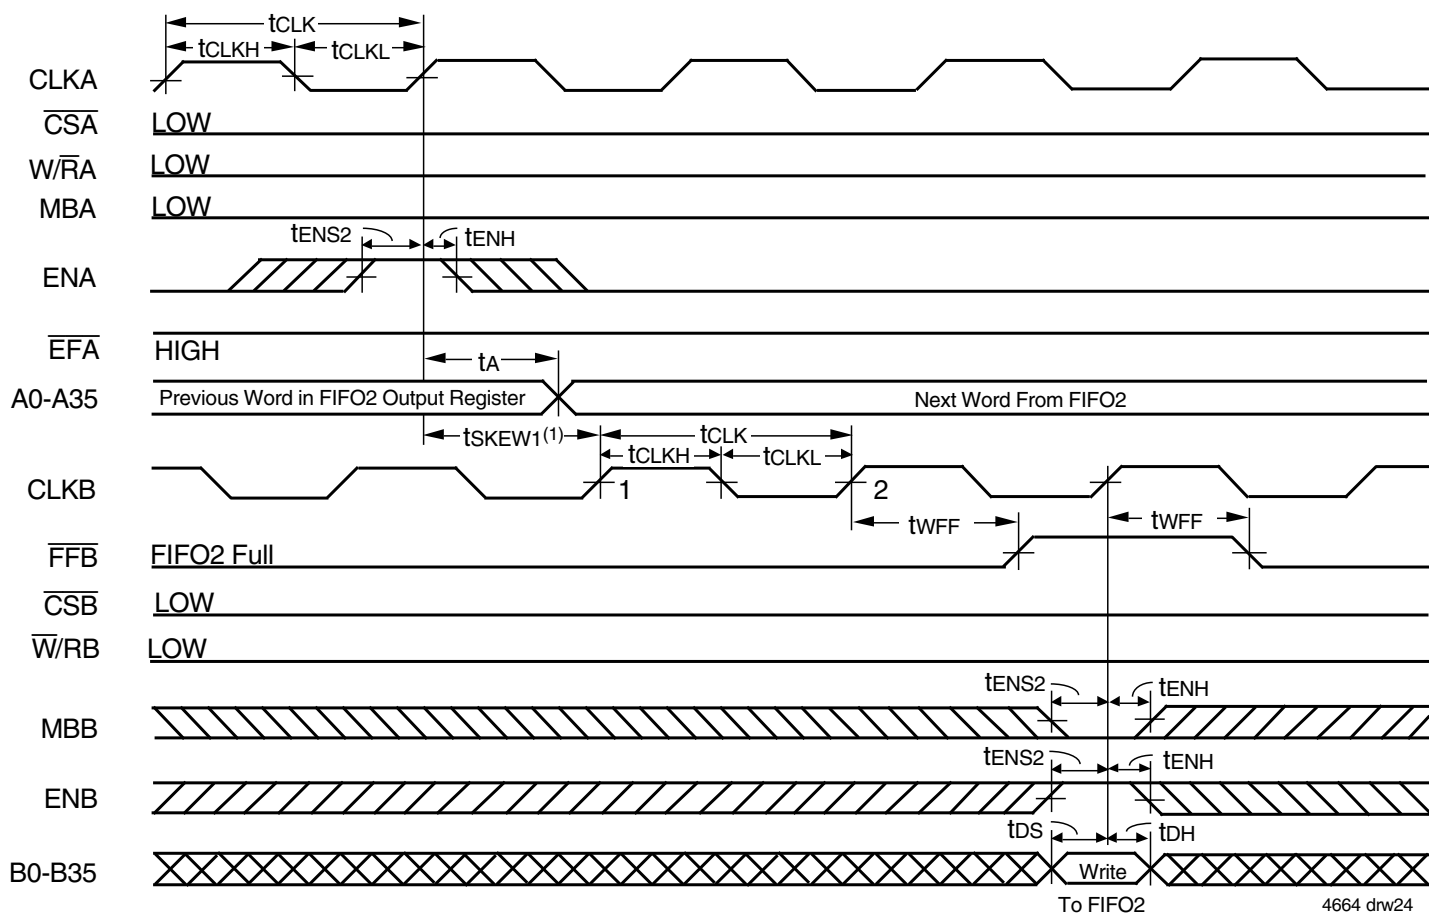 tCLK
tCLKH tCLKL
CLKA
CSA LOW
W/RA LOW
MBA LOW
tENS2 tENH
ENA
EFA HIGH
tA
A0-A35 Previous Word in FIFO2 Output Register Next Word From FIFO2
tSKEW1(1) tCLK
tCLKH tCLKL
CLKB 1 2
tWFF tWFF
FFB FIFO2 Full
CSB LOW
W/RB LOW
tENS2 tENH
MBB
tENS2 tENH
ENB
tDS tDH
B0-B35 Write
To FIFO2 4664 drw24